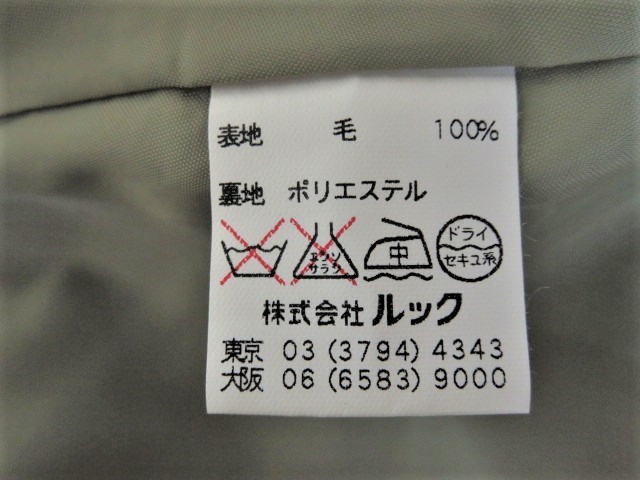 表地 毛 100%
裏地 ポリエステル
エンソ
サラシ
中
ドライ
セキユ系
株式会社 ルック
東京 03 (3794) 4343
大阪 06 (6583) 9000